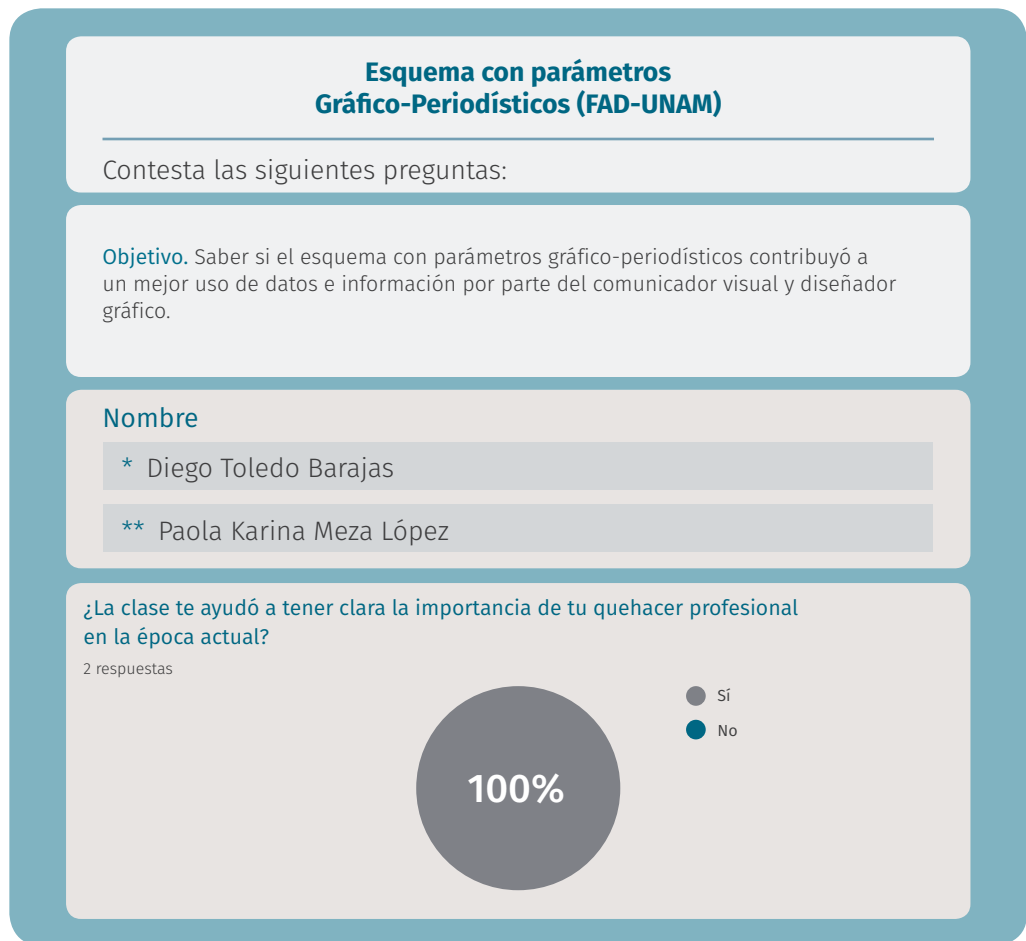 Esquema con parámetros
Gráfico-Periodísticos (FAD-UNAM)
Contesta las siguientes preguntas:
Objetivo. Saber si el esquema con parámetros gráfico-periodísticos contribuyó a
un mejor uso de datos e información por parte del comunicador visual y diseñador
gráfico.
Nombre
* Diego Toledo Barajas
** Paola Karina Meza López
¿La clase te ayudó a tener clara la importancia de tu quehacer profesional
en la época actual?
2 respuestas
Sí
No
100%